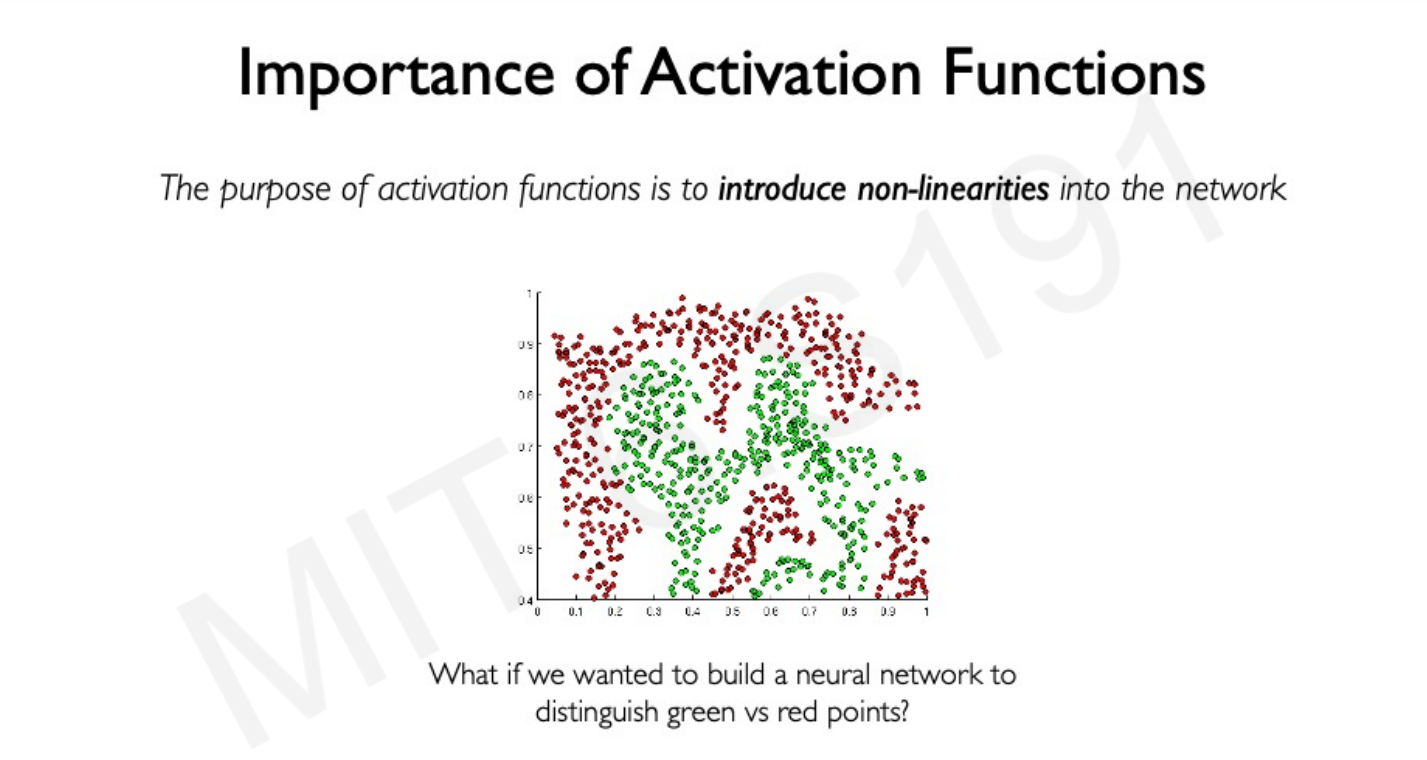 Importance of Activation Functions
The purpose of activation functions is to introduce non-linearities into the network
1
0.9
0.8
0.7
0.6
0.5
0.4
0 0.1 0.2 0.3 0.4 0.5 0.6 0.7 0.8 0.9 1
What if we wanted to build a neural network to
distinguish green vs red points?
MIT 6.S191